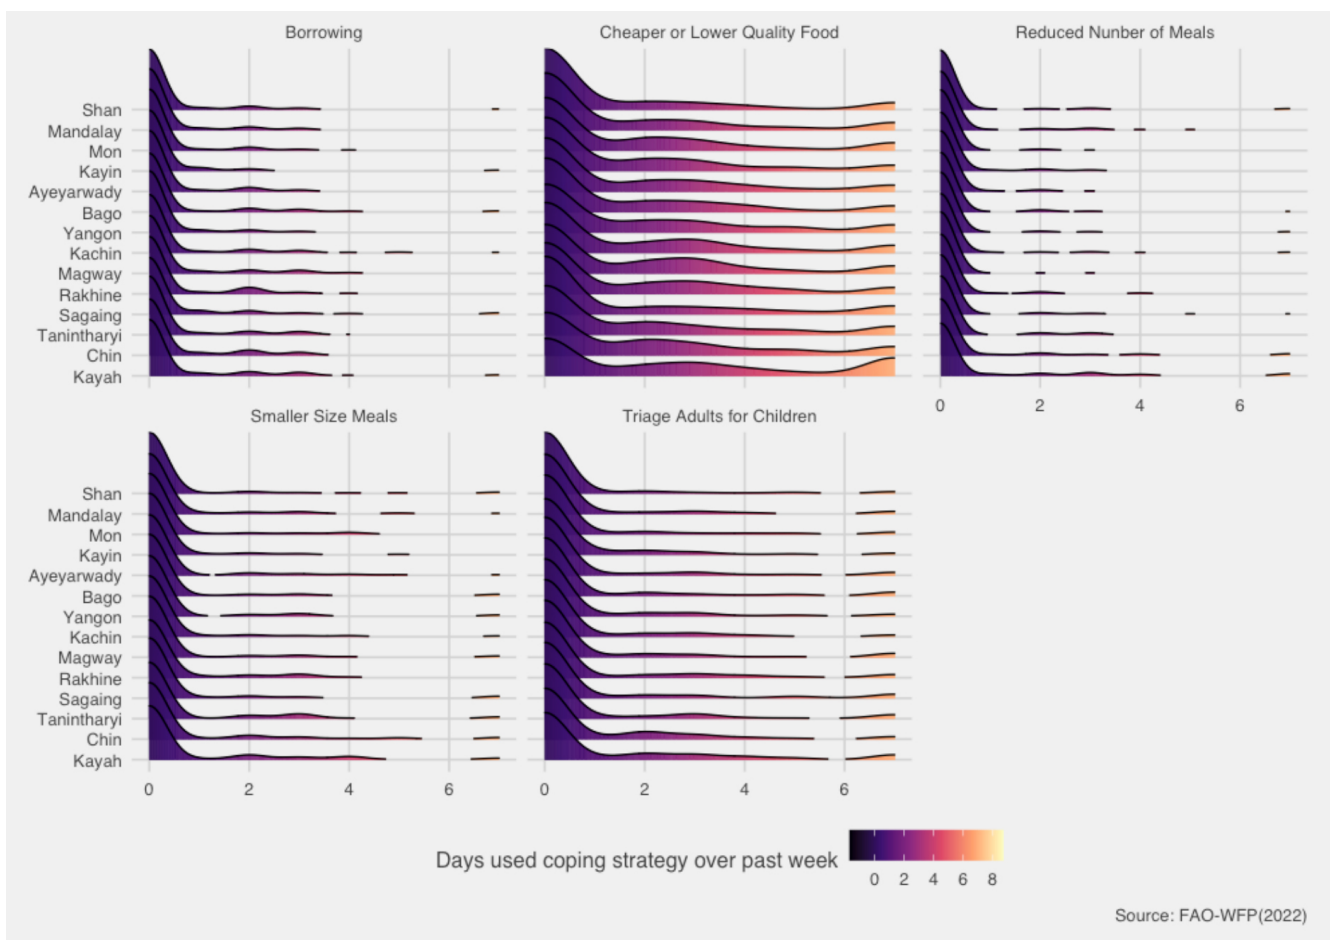 Borrowing
Cheaper or Lower Quality Food
Reduced Nunber of Meals
Shan
Mandalay
Mon
Kayin
Ayeyarwady
Bago
Yangon
Kachin
Magway
Rakhine
Sagaing
Tanintharyi
Chin
Kayah
0 2 4 6
Smaller Size Meals
Triage Adults for Children
Shan
Mandalay
Mon
Kayin
Ayeyarwady
Bago
Yangon
Kachin
Magway
Rakhine
Sagaing
Tanintharyi
Chin
Kayah
0 2 4 6
0 2 4 6
Days used coping strategy over past week
0 2 4 6 8
Source: FAO-WFP(2022)